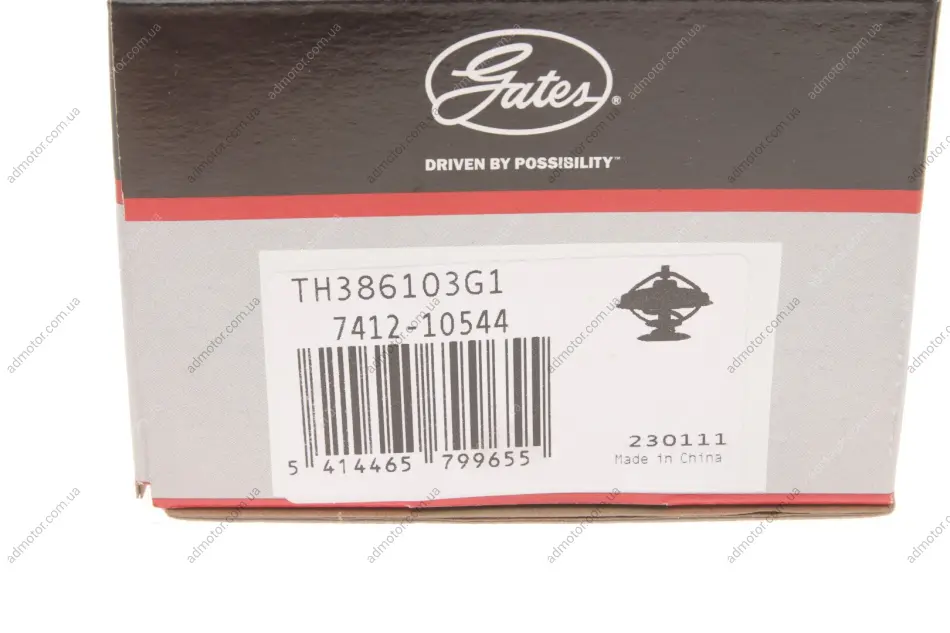 Gates®
DRIVEN BY POSSIBILITY™
TH386103G1
7412-10544
5 414465 799655
230111
Made in China
admotor.com.ua